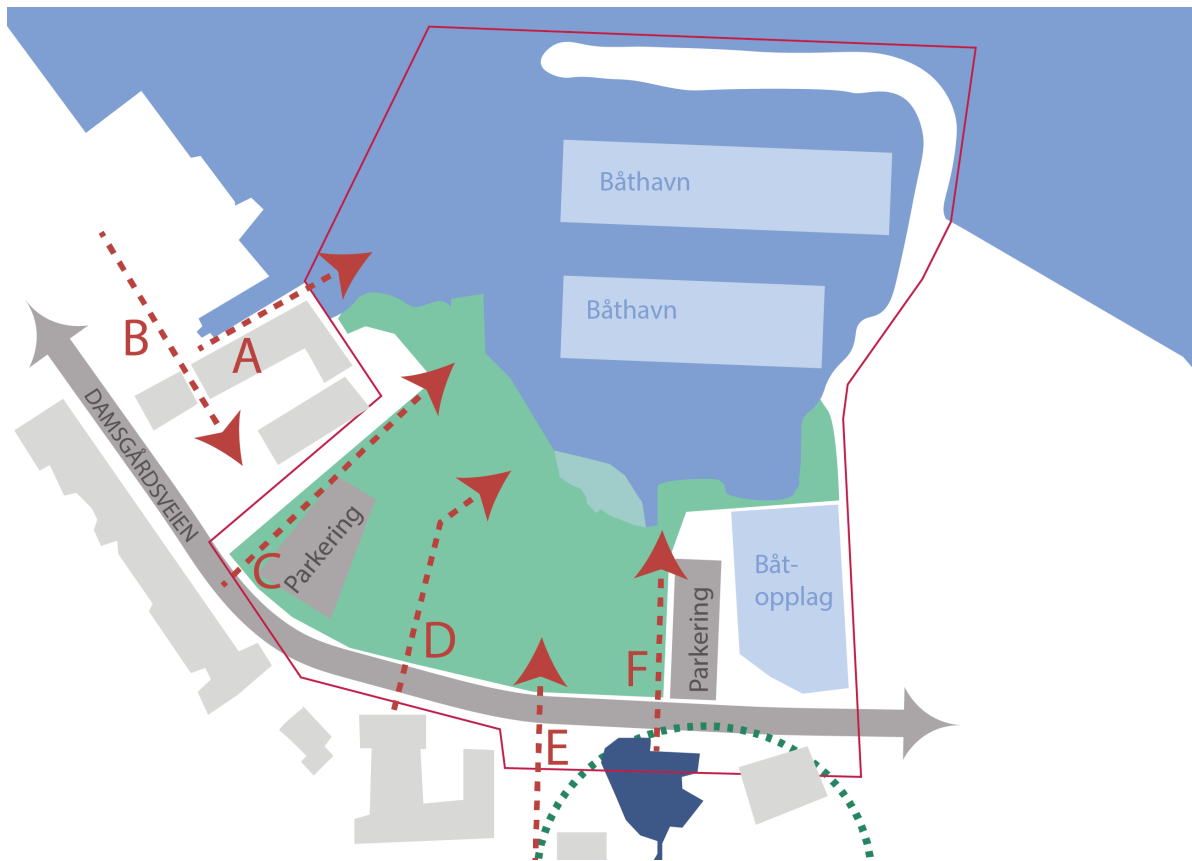 Båthavn
Båthavn
B
A
DAMSGÅRDSVEIEN
C
Parkering
D
E
F
Parkering
Båt-
opplag